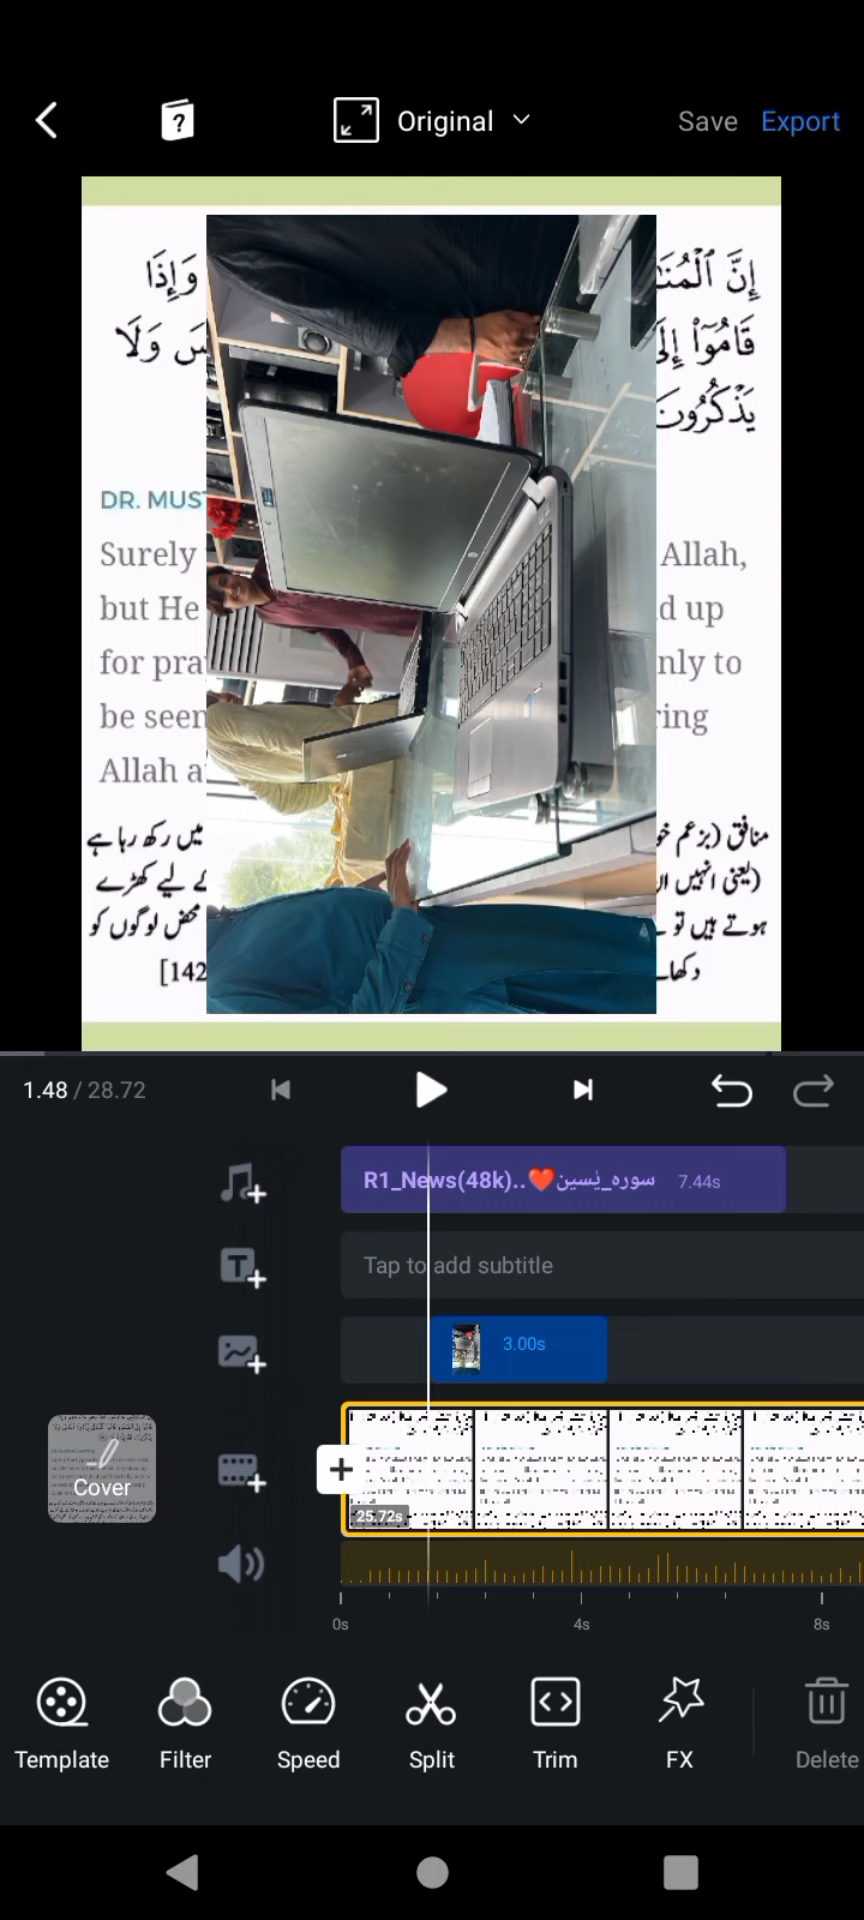 Original
Save
Export
إِنَّ ٱلْمُنَ
وَإِذَا
قَامُوٓا۟ إِلَى
وَلَا
يَذْكُرُونَ
DR. MUS
Surely
Allah,
but He
d up
for pra
nly to
be seen
ring
Allah a
منافق (بزعم خو
میں رکھ رہا ہے
(یعنی انہیں
کے لیے کھڑے
ہوتے ہیں تو
محض لوگوں کو
دکھا
[142
1.48 / 28.72
R1_News(48k)..❤️سوره_يٰسين
7.44s
Tap to add subtitle
3.00s
Cover
25.72s
0s
4s
8s
Template
Filter
Speed
Split
Trim
FX
Delete